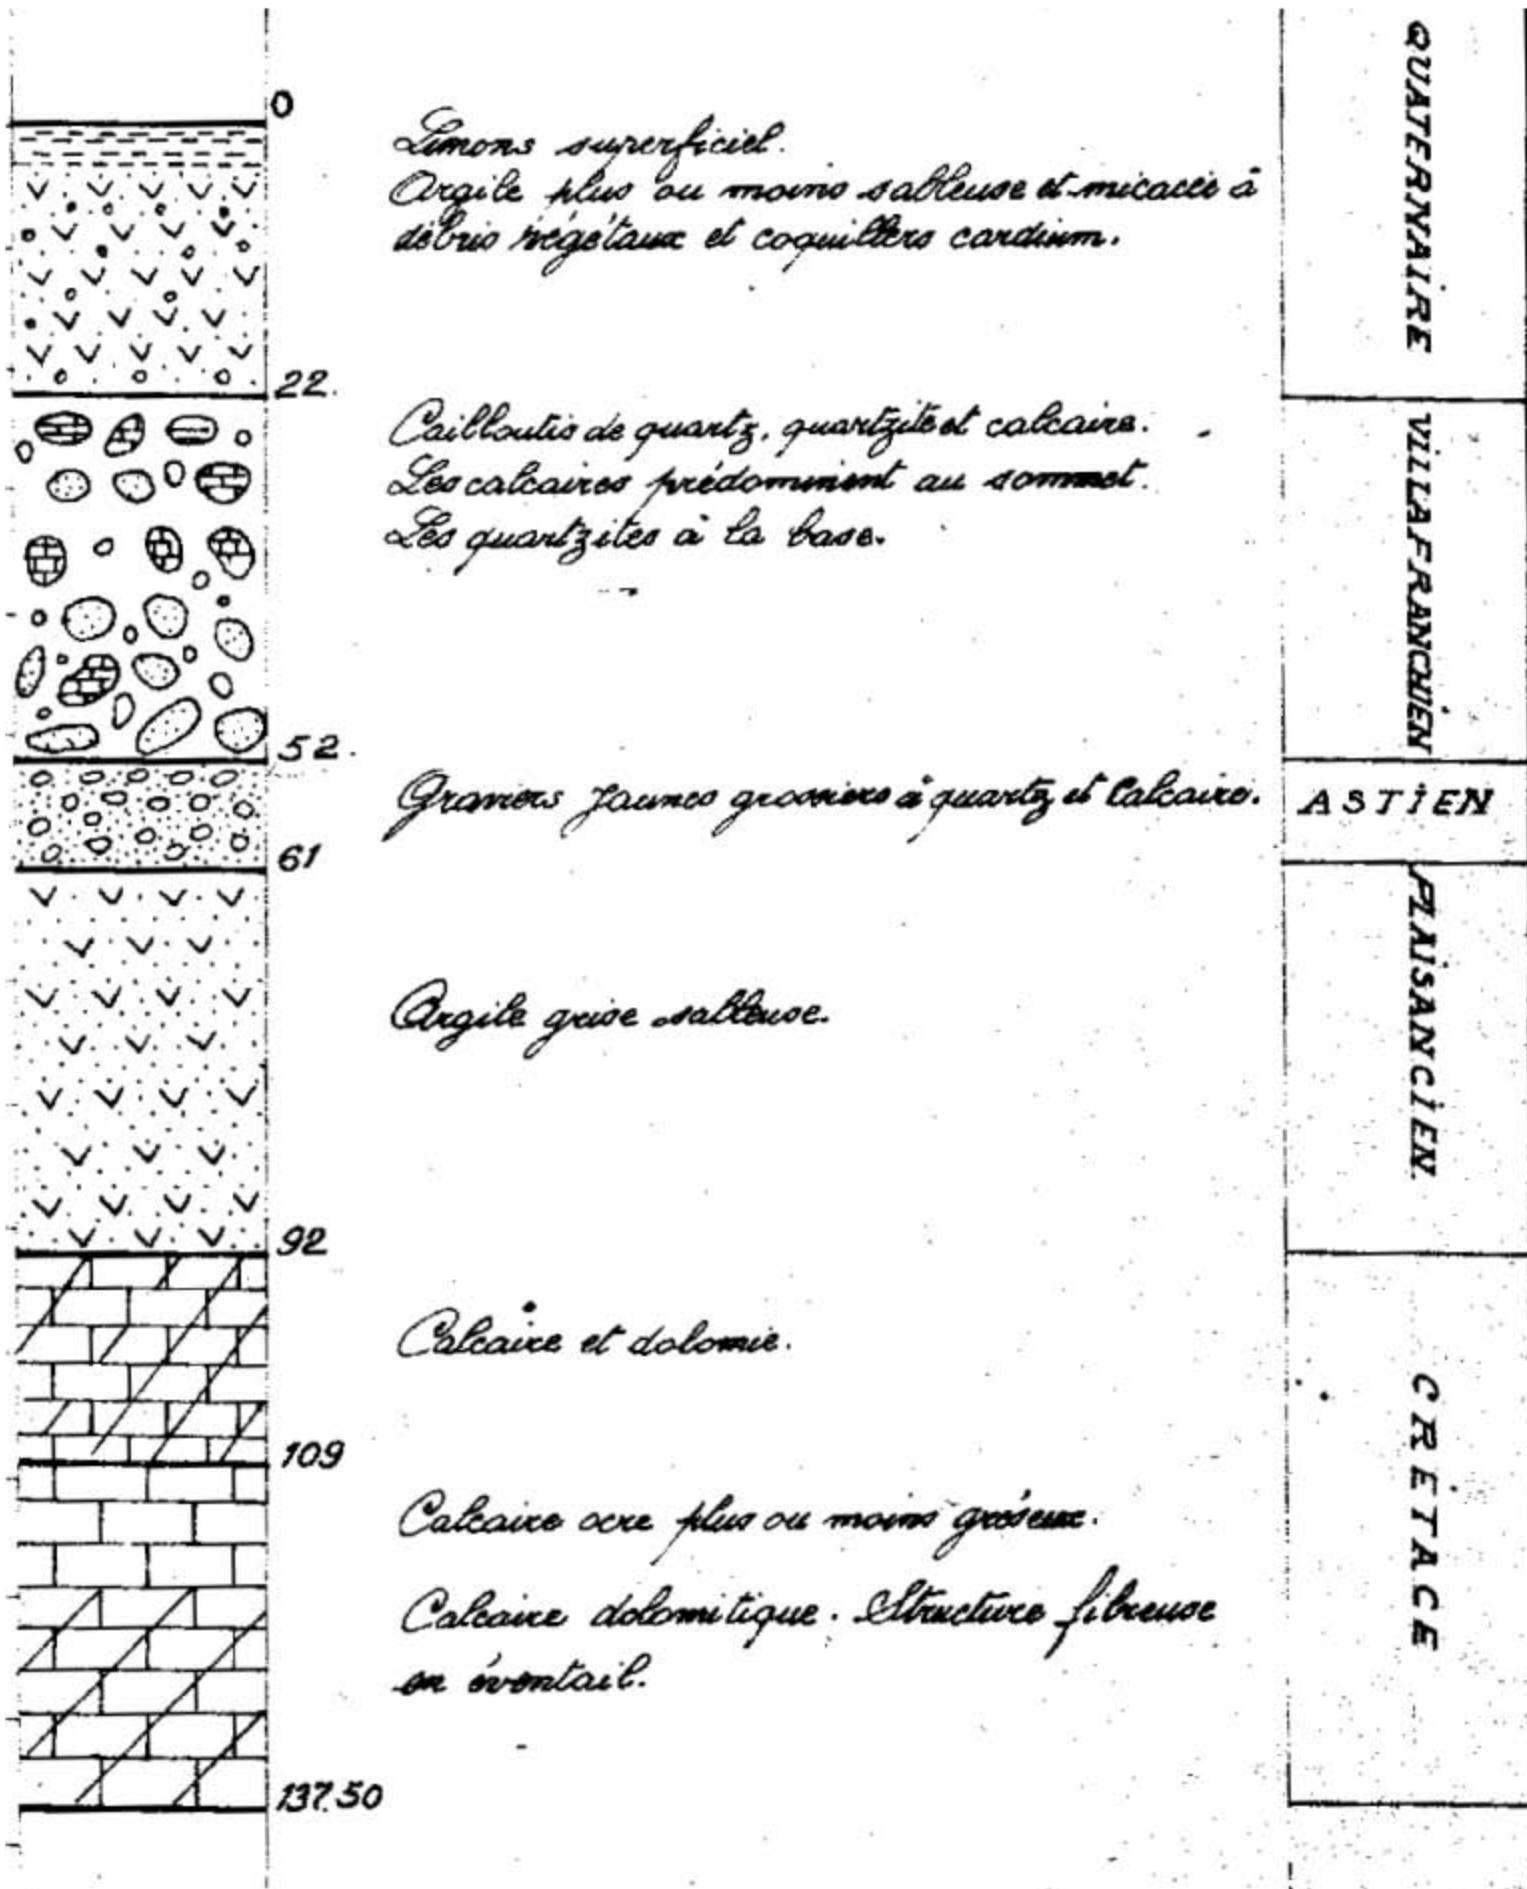 0
Limons superficiel.
Argile plus ou moins sableuse et micacée à
débris végétaux et coquillers cardium.
QUATERNAIRE
22.
Cailloutis de quartz, quartzite et calcaire.
Les calcaires prédominent au sommet.
Les quartzites à la base.
VILLAFRANCHIEN
52.
Graviers jaunes grossiers à quartz et Calcaire.
ASTIEN
61
Argile grise sableuse.
PLAISANCIEN.
92
Calcaire et dolomie.
109
Calcaire ocre plus ou moins gréseux.
Calcaire dolomitique. Structure fibreuse
en éventail.
CRETACE
137.50